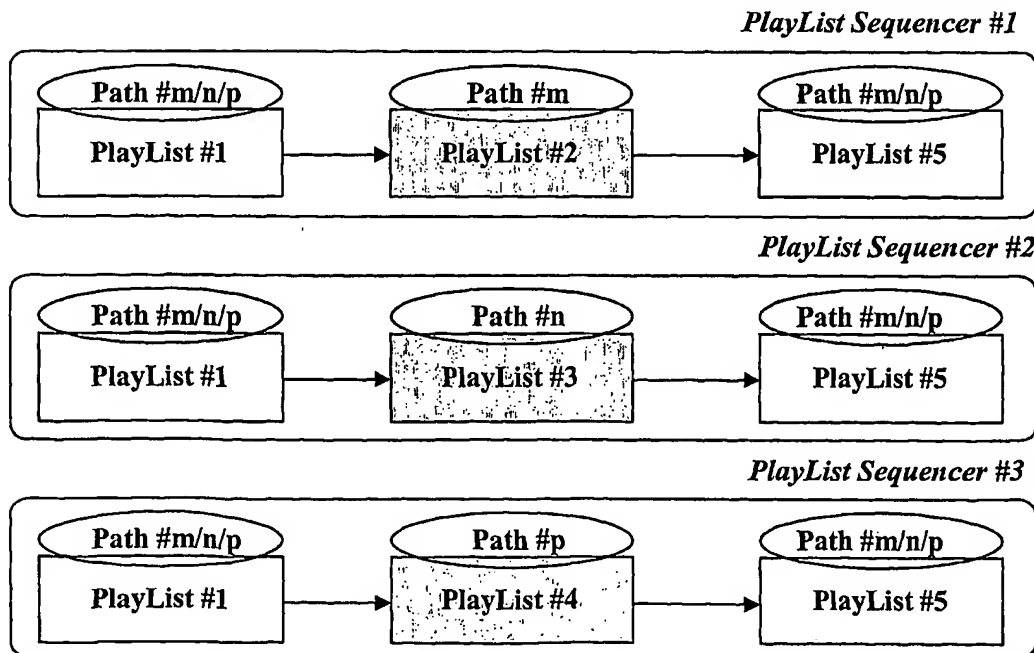 PlayList Sequencer #1
Path #m/n/p
Path #m
Path #m/n/p
PlayList #1
PlayList #2
PlayList #5
PlayList Sequencer #2
Path #m/n/p
Path #n
Path #m/n/p
PlayList #1
PlayList #3
PlayList #5
PlayList Sequencer #3
Path #m/n/p
Path #p
Path #m/n/p
PlayList #1
PlayList #4
PlayList #5